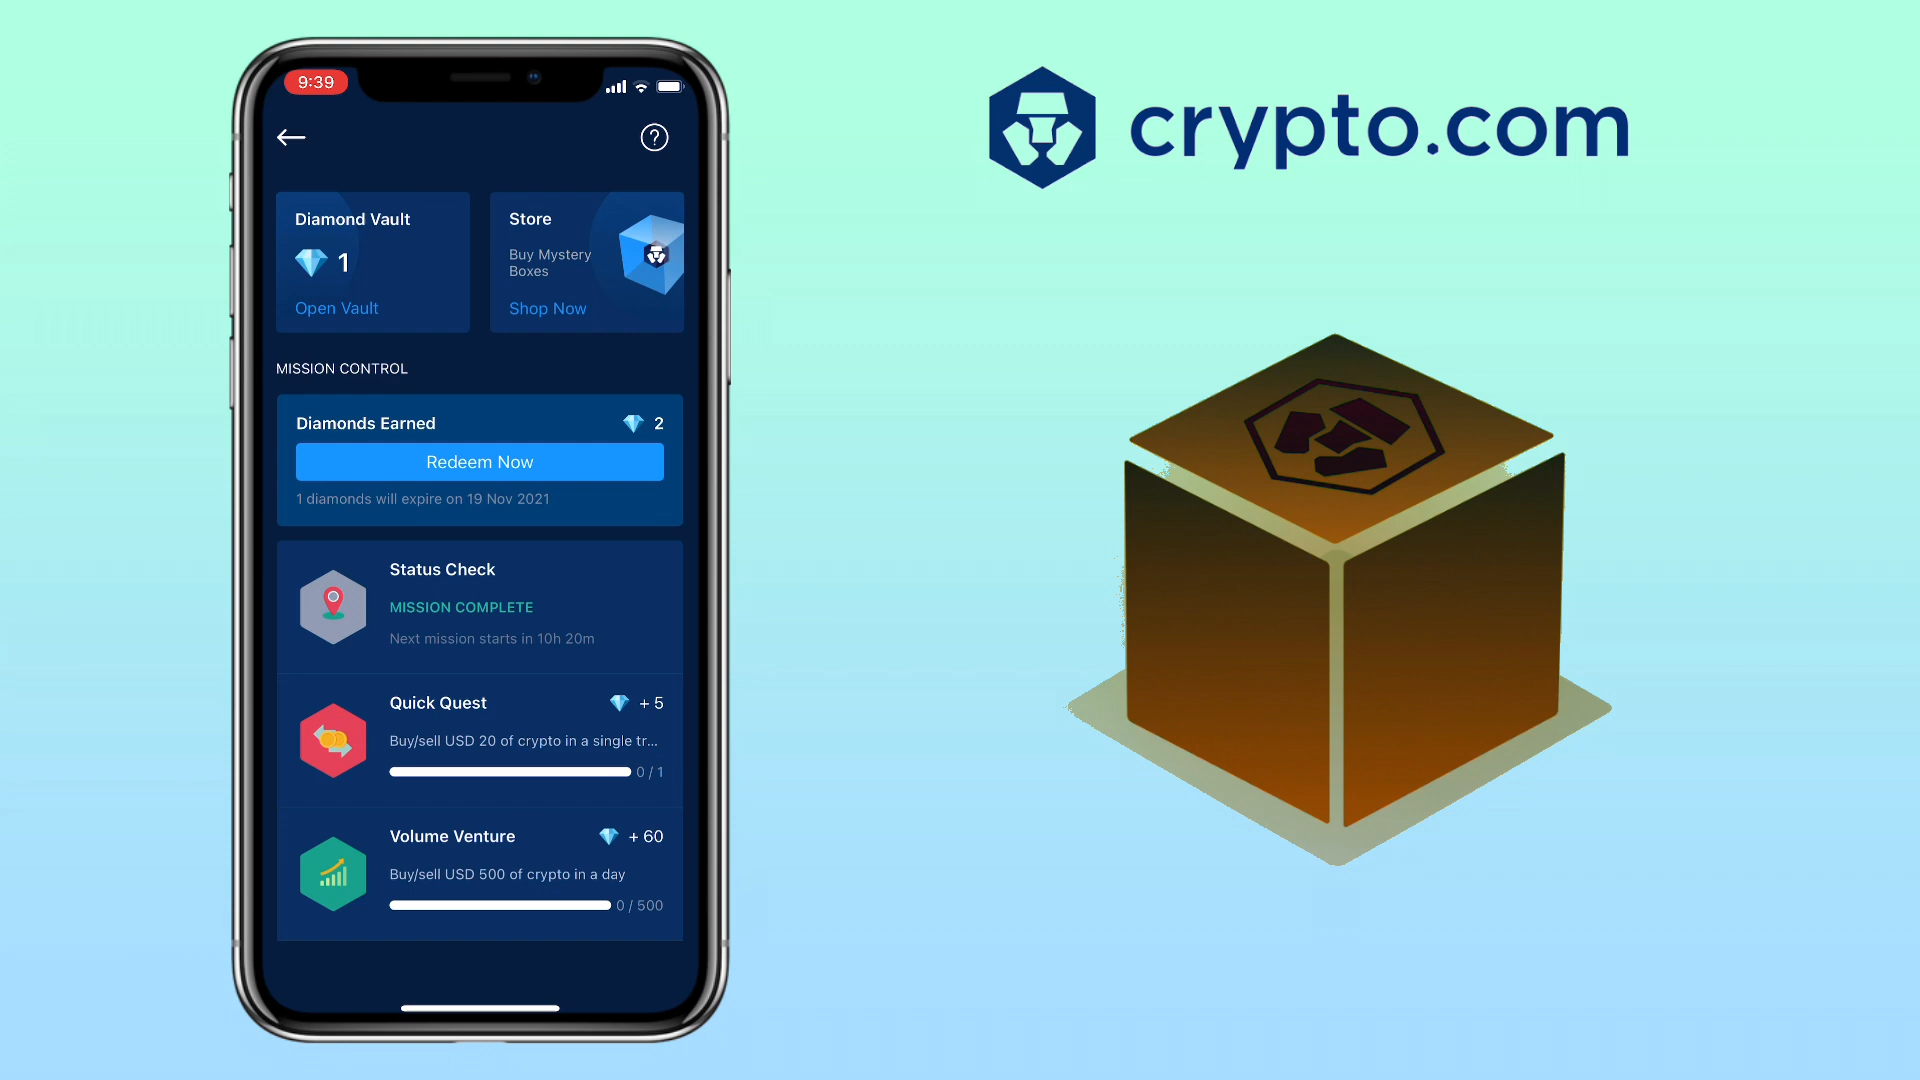 9:39
?
crypto.com
Diamond Vault
1
Open Vault
Store
Buy Mystery
Boxes
Shop Now
MISSION CONTROL
Diamonds Earned 2
Redeem Now
1 diamonds will expire on 19 Nov 2021
Status Check
MISSION COMPLETE
Next mission starts in 10h 20m
Quick Quest + 5
Buy/sell USD 20 of crypto in a single tr...
0 / 1
Volume Venture + 60
Buy/sell USD 500 of crypto in a day
0 / 500